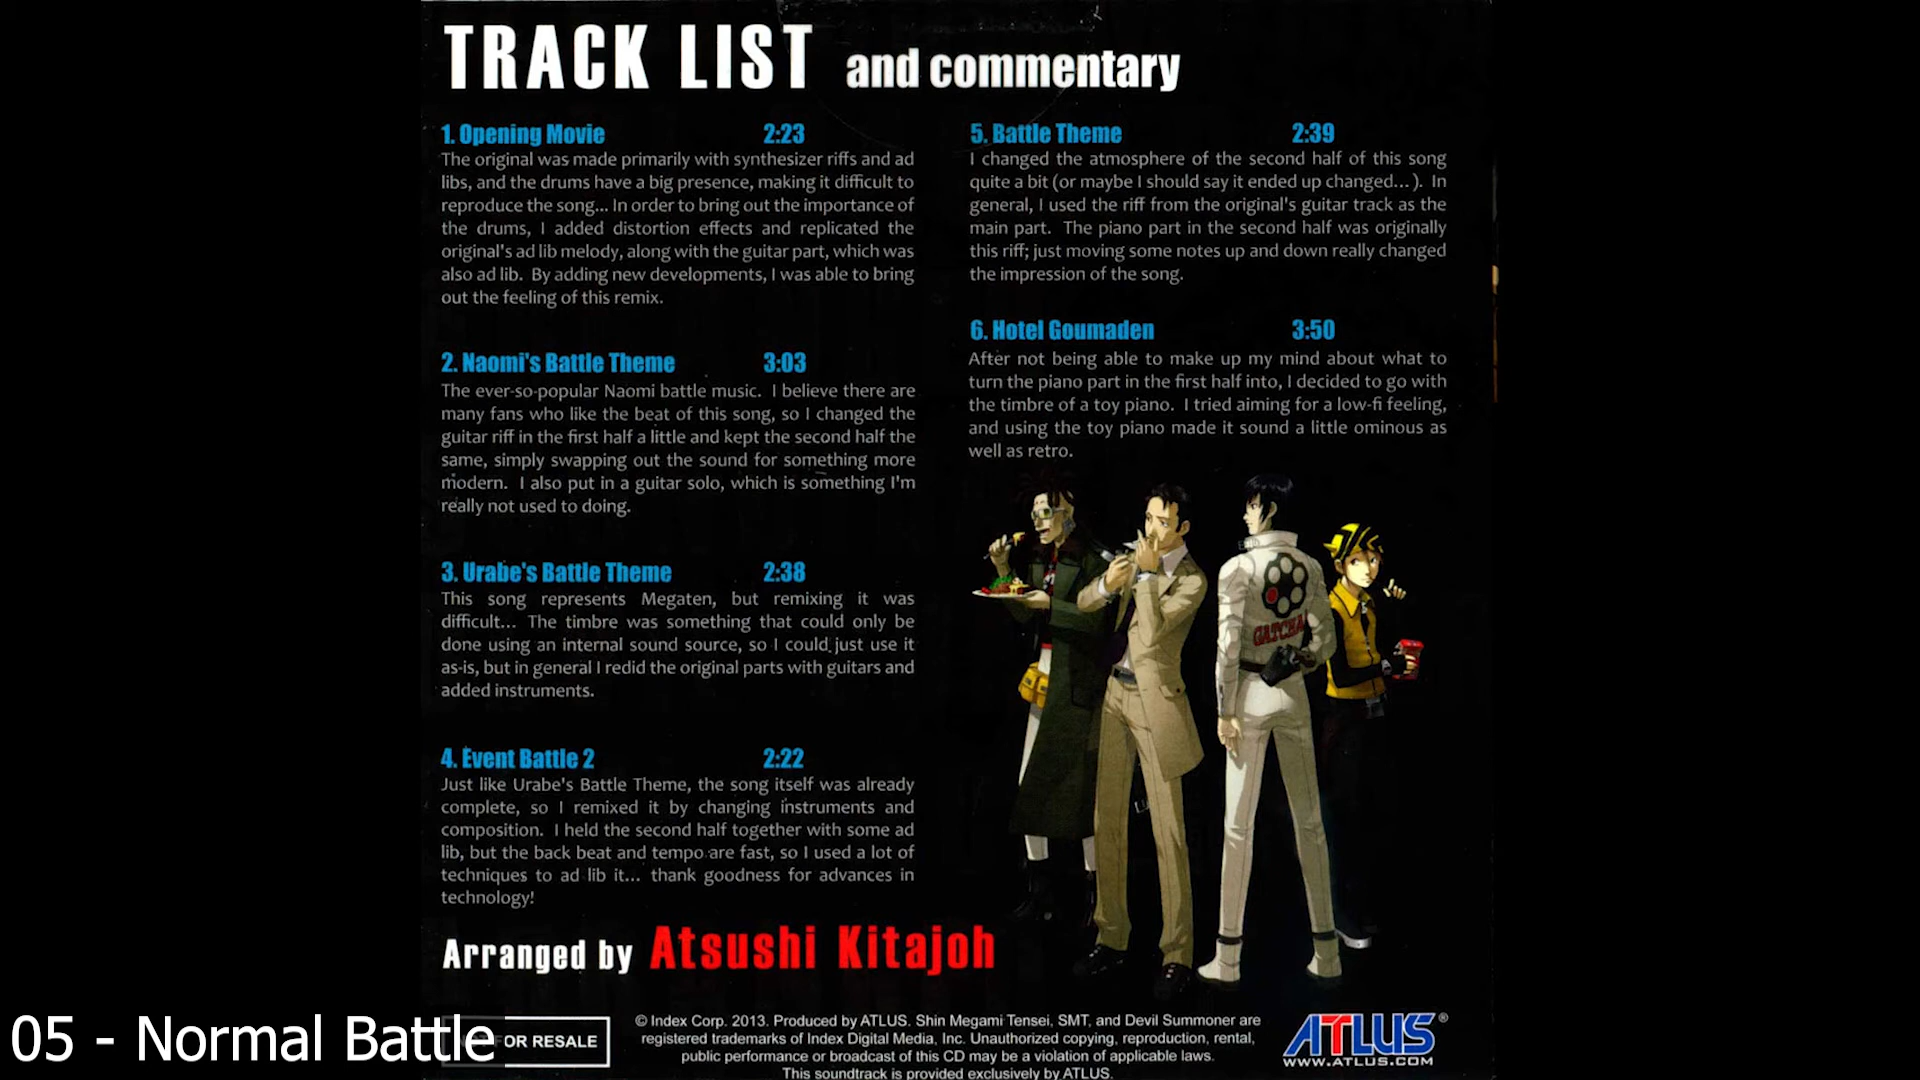 TRACK LIST and commentary
1. Opening Movie 2:23
The original was made primarily with synthesizer riffs and ad
libs, and the drums have a big presence, making it difficult to
reproduce the song... In order to bring out the importance of
the drums, I added distortion effects and replicated the
original's ad lib melody, along with the guitar part, which was
also ad lib. By adding new developments, I was able to bring
out the feeling of this remix.
2. Naomi's Battle Theme 3:03
The ever-so-popular Naomi battle music. I believe there are
many fans who like the beat of this song, so I changed the
guitar riff in the first half a little and kept the second half the
same, simply swapping out the sound for something more
modern. I also put in a guitar solo, which is something I'm
really not used to doing.
3. Urabe's Battle Theme 2:38
This song represents Megaten, but remixing it was
difficult... The timbre was something that could only be
done using an internal sound source, so I could just use it
as-is, but in general I redid the original parts with guitars and
added instruments.
4. Event Battle 2 2:22
Just like Urabe's Battle Theme, the song itself was already
complete, so I remixed it by changing instruments and
composition. I held the second half together with some ad
lib, but the back beat and tempo are fast, so I used a lot of
techniques to ad lib it... thank goodness for advances in
technology!
5. Battle Theme 2:39
I changed the atmosphere of the second half of this song
quite a bit (or maybe I should say it ended up changed...). In
general, I used the riff from the original's guitar track as the
main part. The piano part in the second half was originally
this riff; just moving some notes up and down really changed
the impression of the song.
6. Hotel Goumaden 3:50
After not being able to make up my mind about what to
turn the piano part in the first half into, I decided to go with
the timbre of a toy piano. I tried aiming for a low-fi feeling,
and using the toy piano made it sound a little ominous as
well as retro.
GATCHA
Arranged by Atsushi Kitajoh
05 - Normal Battle
OR RESALE
© Index Corp. 2013. Produced by ATLUS. Shin Megami Tensei, SMT, and Devil Summoner are
registered trademarks of Index Digital Media, Inc. Unauthorized copying, reproduction, rental,
public performance or broadcast of this CD may be a violation of applicable laws.
This soundtrack is provided exclusively by ATLUS.
ATLUS®
WWW.ATLUS.COM